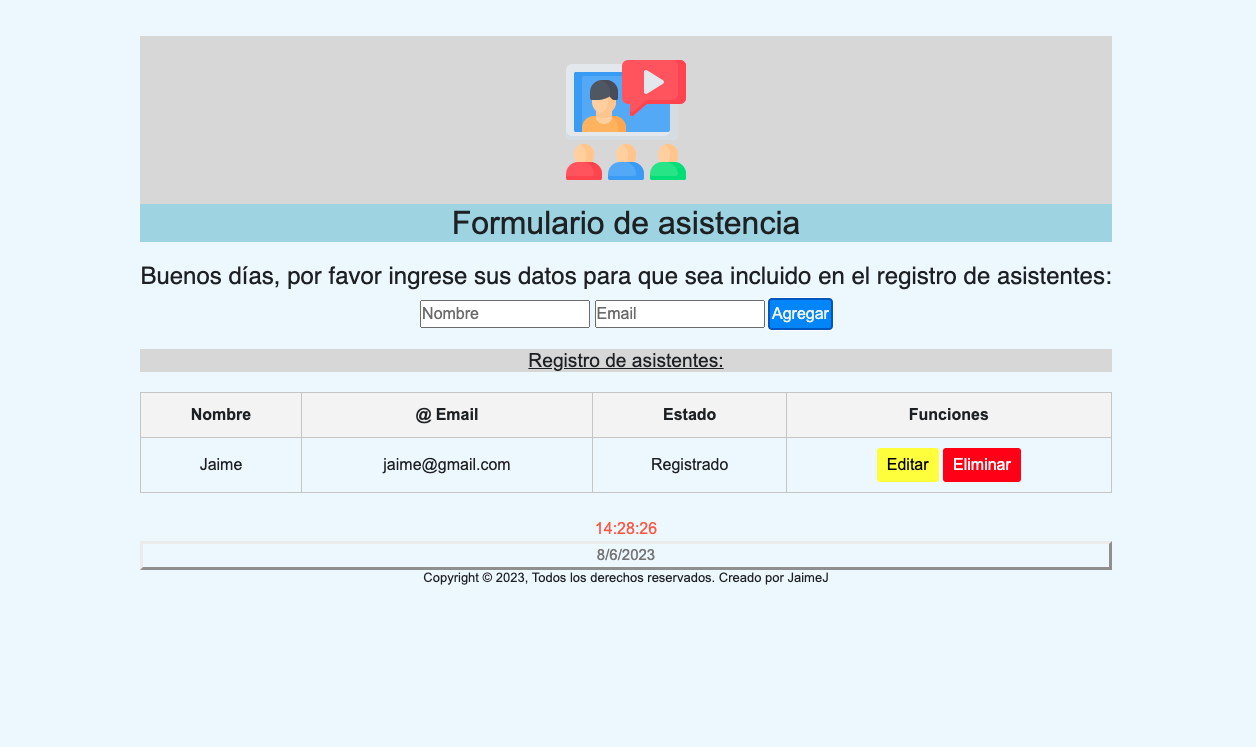 Formulario de asistencia
Buenos días, por favor ingrese sus datos para que sea incluido en el registro de asistentes:
Nombre Email Agregar
Registro de asistentes:
Nombre @ Email Estado Funciones
Jaime jaime@gmail.com Registrado Editar Eliminar
14:28:26
8/6/2023
Copyright © 2023, Todos los derechos reservados. Creado por JaimeJ